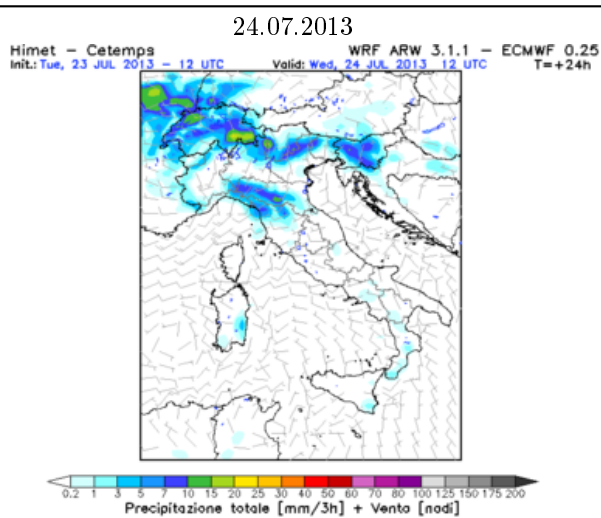 24.07.2013
Himet – Cetemps WRF ARW 3.1.1 – ECMWF 0.25
Init.: Tue, 23 JUL 2013 – 12 UTC Valid: Wed, 24 JUL 2013 12 UTC T=+24h
0.2 1 3 5 7 10 15 20 25 30 40 50 60 70 80 100 125 150 175 200
Precipitazione totale [mm/3h] + Vento [nodi]